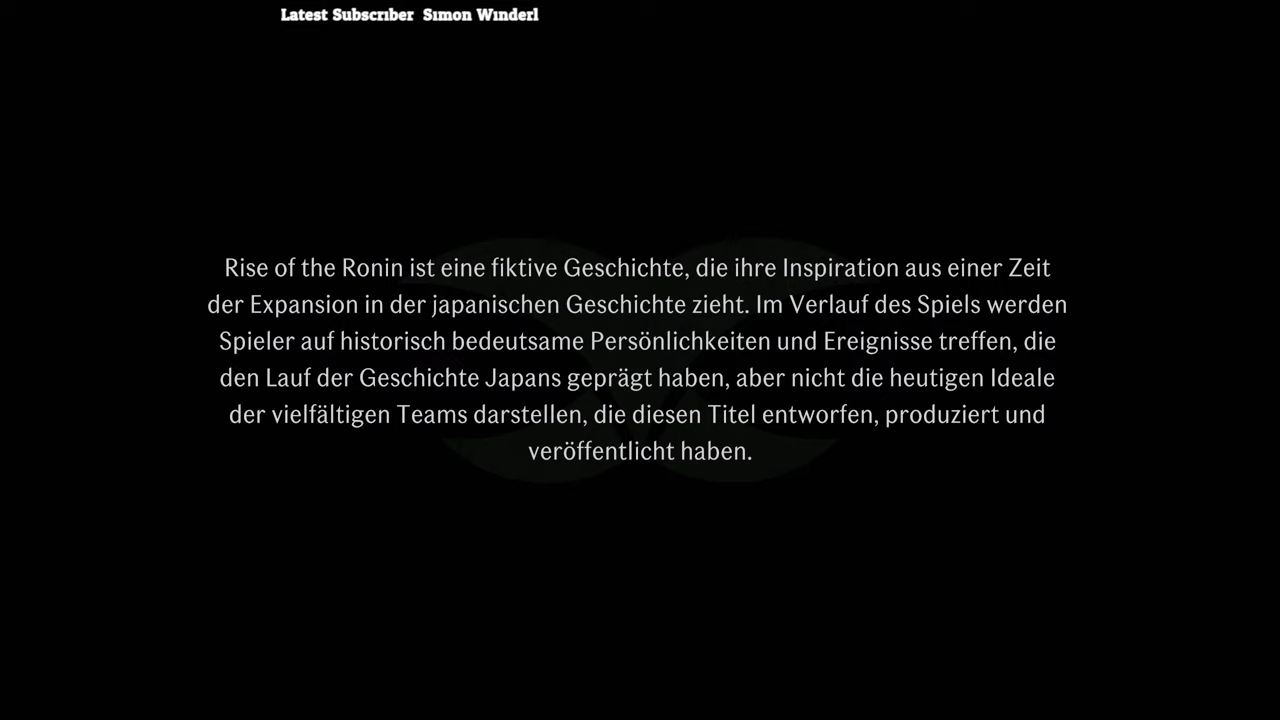 Latest Subscriber Simon Winderl
Rise of the Ronin ist eine fiktive Geschichte, die ihre Inspiration aus einer Zeit
der Expansion in der japanischen Geschichte zieht. Im Verlauf des Spiels werden
Spieler auf historisch bedeutsame Persönlichkeiten und Ereignisse treffen, die
den Lauf der Geschichte Japans geprägt haben, aber nicht die heutigen Ideale
der vielfältigen Teams darstellen, die diesen Titel entworfen, produziert und
veröffentlicht haben.